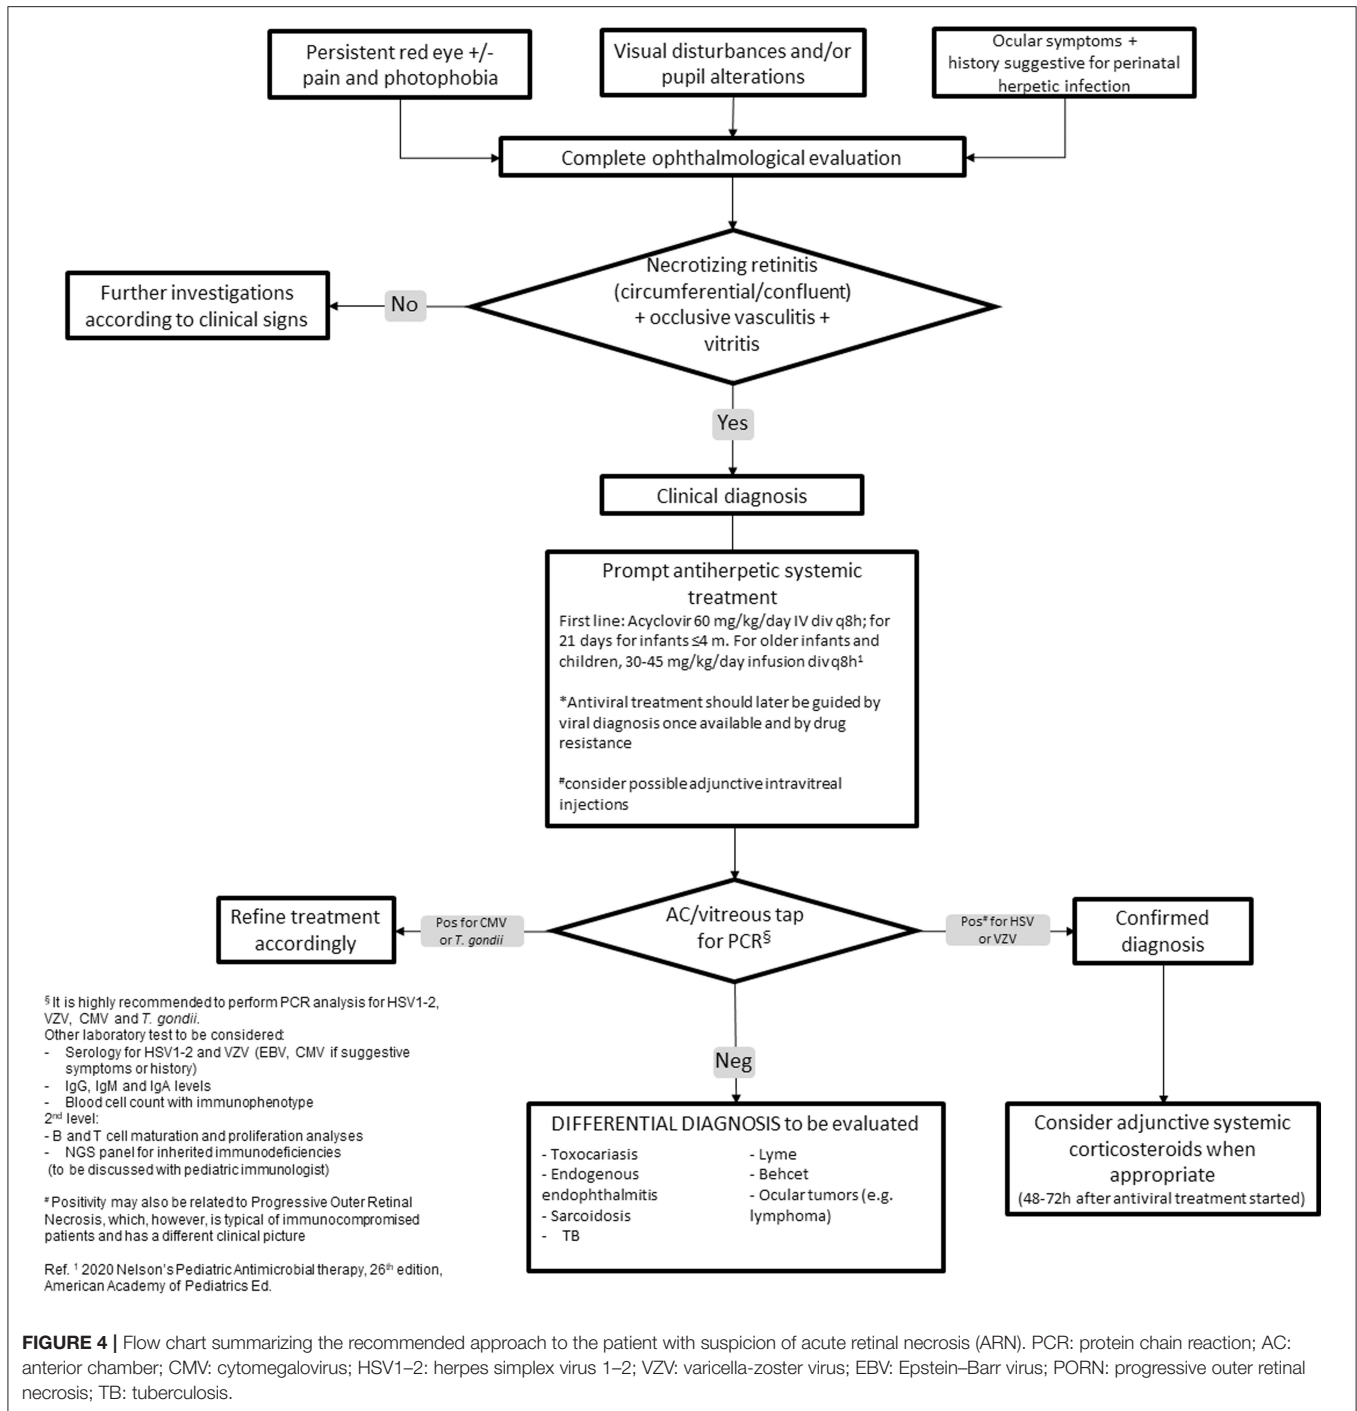 Persistent red eye +/-
pain and photophobia
Visual disturbances and/or
pupil alterations
Ocular symptoms +
history suggestive for perinatal
herpetic infection
Complete ophthalmological evaluation
Necrotizing retinitis
(circumferential/confluent)
+ occlusive vasculitis +
vitritis
No
Further investigations
according to clinical signs
Yes
Clinical diagnosis
Prompt antiherpetic systemic
treatment
First line: Acyclovir 60 mg/kg/day IV div q8h; for
21 days for infants ≤4 m. For older infants and
children, 30-45 mg/kg/day infusion div q8h¹
*Antiviral treatment should later be guided by
viral diagnosis once available and by drug
resistance
#consider possible adjunctive intravitreal
injections
AC/vitreous tap
for PCR§
Pos for CMV
or T. gondii
Refine treatment
accordingly
Pos# for HSV
or VZV
Confirmed
diagnosis
Neg
DIFFERENTIAL DIAGNOSIS to be evaluated
- Toxocariasis
- Endogenous
endophthalmitis
- Sarcoidosis
- TB
- Lyme
- Behcet
- Ocular tumors (e.g.
lymphoma)
Consider adjunctive systemic
corticosteroids when
appropriate
(48-72h after antiviral treatment started)
§ It is highly recommended to perform PCR analysis for HSV1-2,
VZV, CMV and T. gondii.
Other laboratory test to be considered:
- Serology for HSV1-2 and VZV (EBV, CMV if suggestive
symptoms or history)
- IgG, IgM and IgA levels
- Blood cell count with immunophenotype
2nd level:
- B and T cell maturation and proliferation analyses
- NGS panel for inherited immunodeficiencies
(to be discussed with pediatric immunologist)
# Positivity may also be related to Progressive Outer Retinal
Necrosis, which, however, is typical of immunocompromised
patients and has a different clinical picture
Ref. ¹ 2020 Nelson's Pediatric Antimicrobial therapy, 26th edition,
American Academy of Pediatrics Ed.
FIGURE 4 | Flow chart summarizing the recommended approach to the patient with suspicion of acute retinal necrosis (ARN). PCR: protein chain reaction; AC:
anterior chamber; CMV: cytomegalovirus; HSV1–2: herpes simplex virus 1–2; VZV: varicella-zoster virus; EBV: Epstein–Barr virus; PORN: progressive outer retinal
necrosis; TB: tuberculosis.